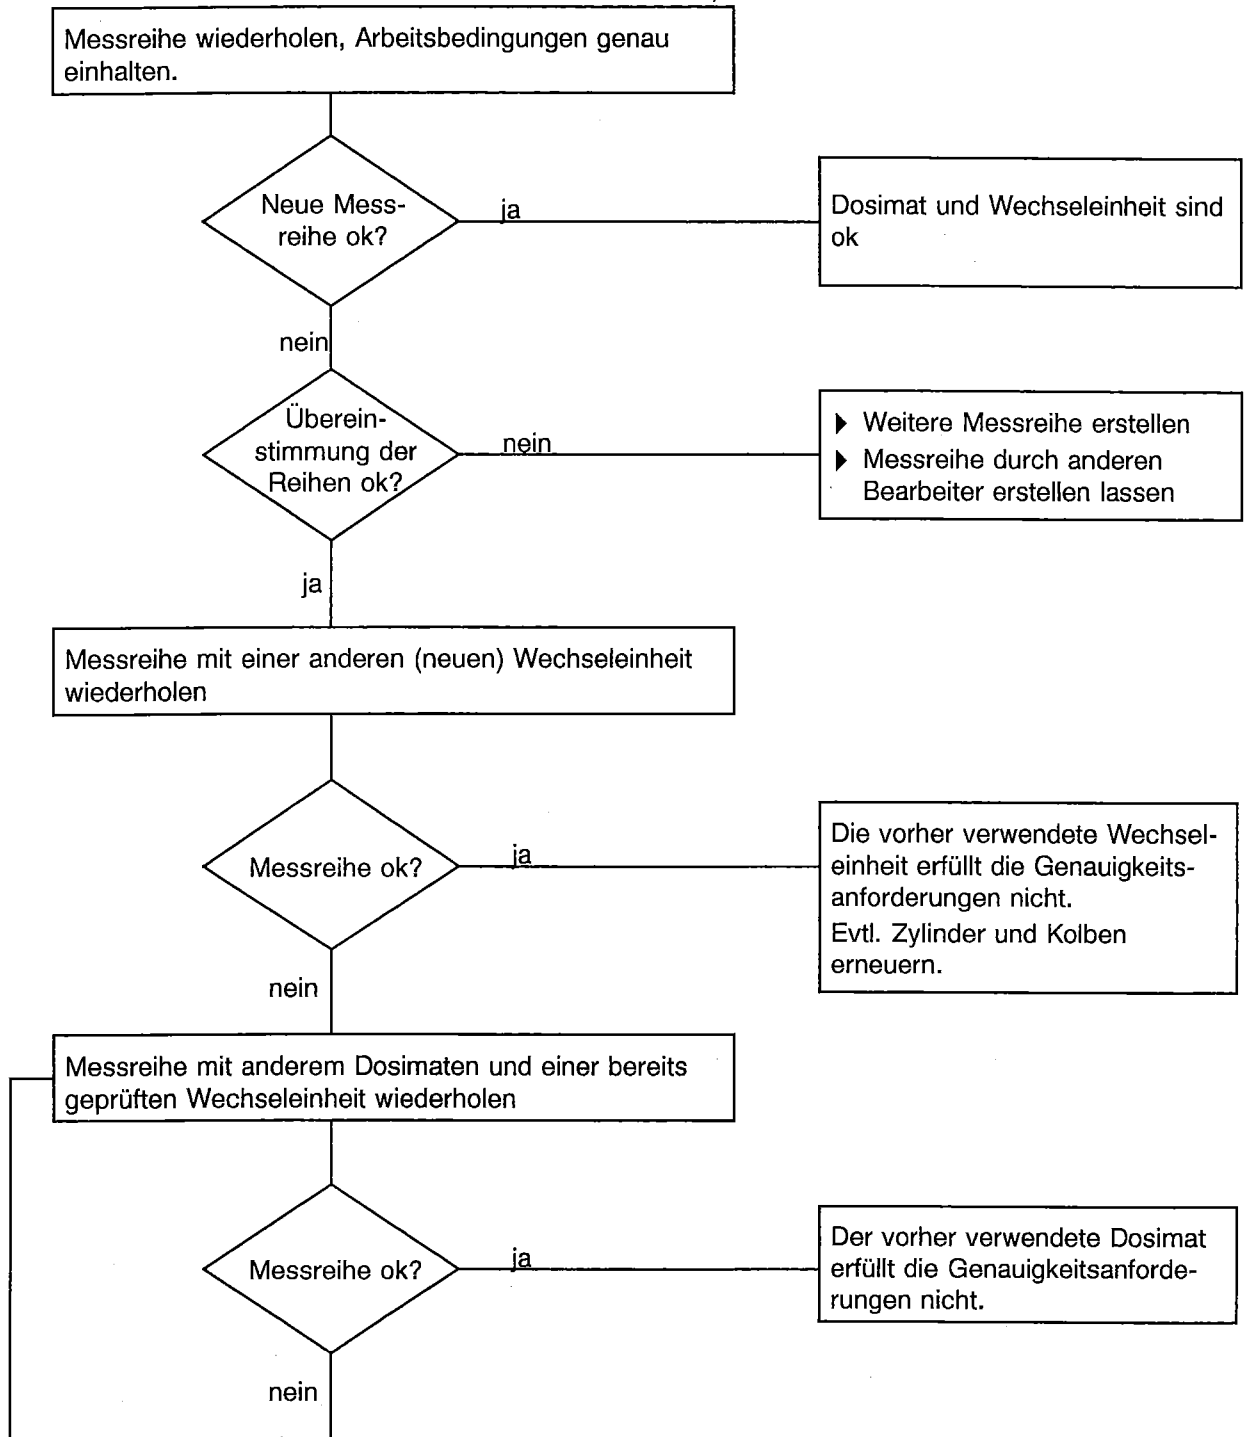 Messreihe wiederholen, Arbeitsbedingungen genau
einhalten.
Neue Mess-
reihe ok?
ja
Dosimat und Wechseleinheit sind
ok
nein
Überein-
stimmung der
Reihen ok?
nein
Weitere Messreihe erstellen
Messreihe durch anderen
Bearbeiter erstellen lassen
ja
Messreihe mit einer anderen (neuen) Wechseleinheit
wiederholen
Messreihe ok?
ja
Die vorher verwendete Wechsel-
einheit erfüllt die Genauigkeits-
anforderungen nicht.
Evtl. Zylinder und Kolben
erneuern.
nein
Messreihe mit anderem Dosimaten und einer bereits
geprüften Wechseleinheit wiederholen
Messreihe ok?
ja
Der vorher verwendete Dosimat
erfüllt die Genauigkeitsanforde-
rungen nicht.
nein